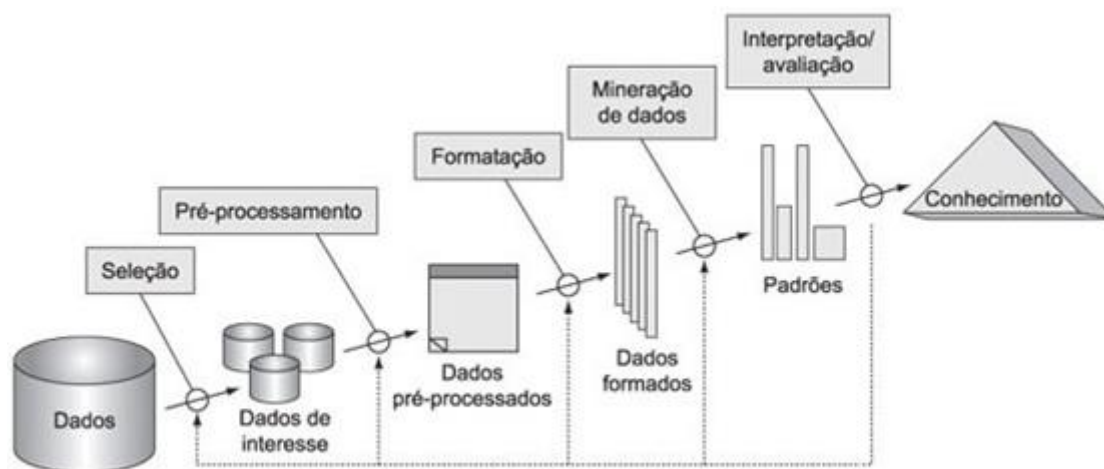 Interpretação/
avaliação
Mineração
de dados
Formatação
Pré-processamento
Seleção
Conhecimento
Padrões
Dados
formados
Dados
pré-processados
Dados de
interesse
Dados